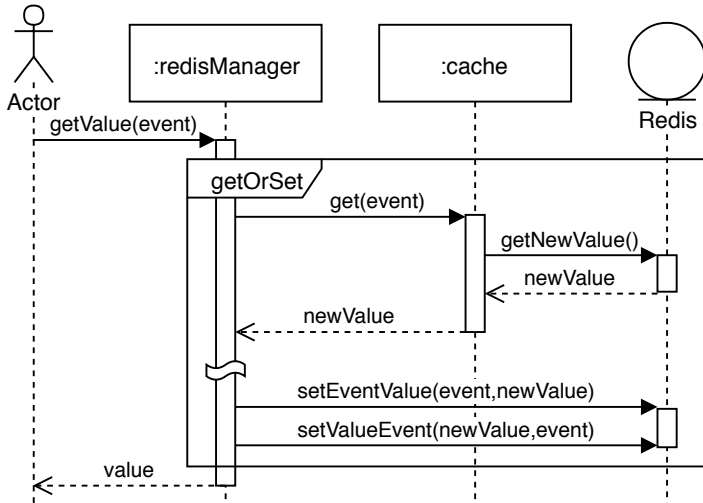 :redisManager
:cache
Actor
Redis
getValue(event)
getOrSet
get(event)
getNewValue()
newValue
newValue
setEventValue(event,newValue)
setValueEvent(newValue,event)
value